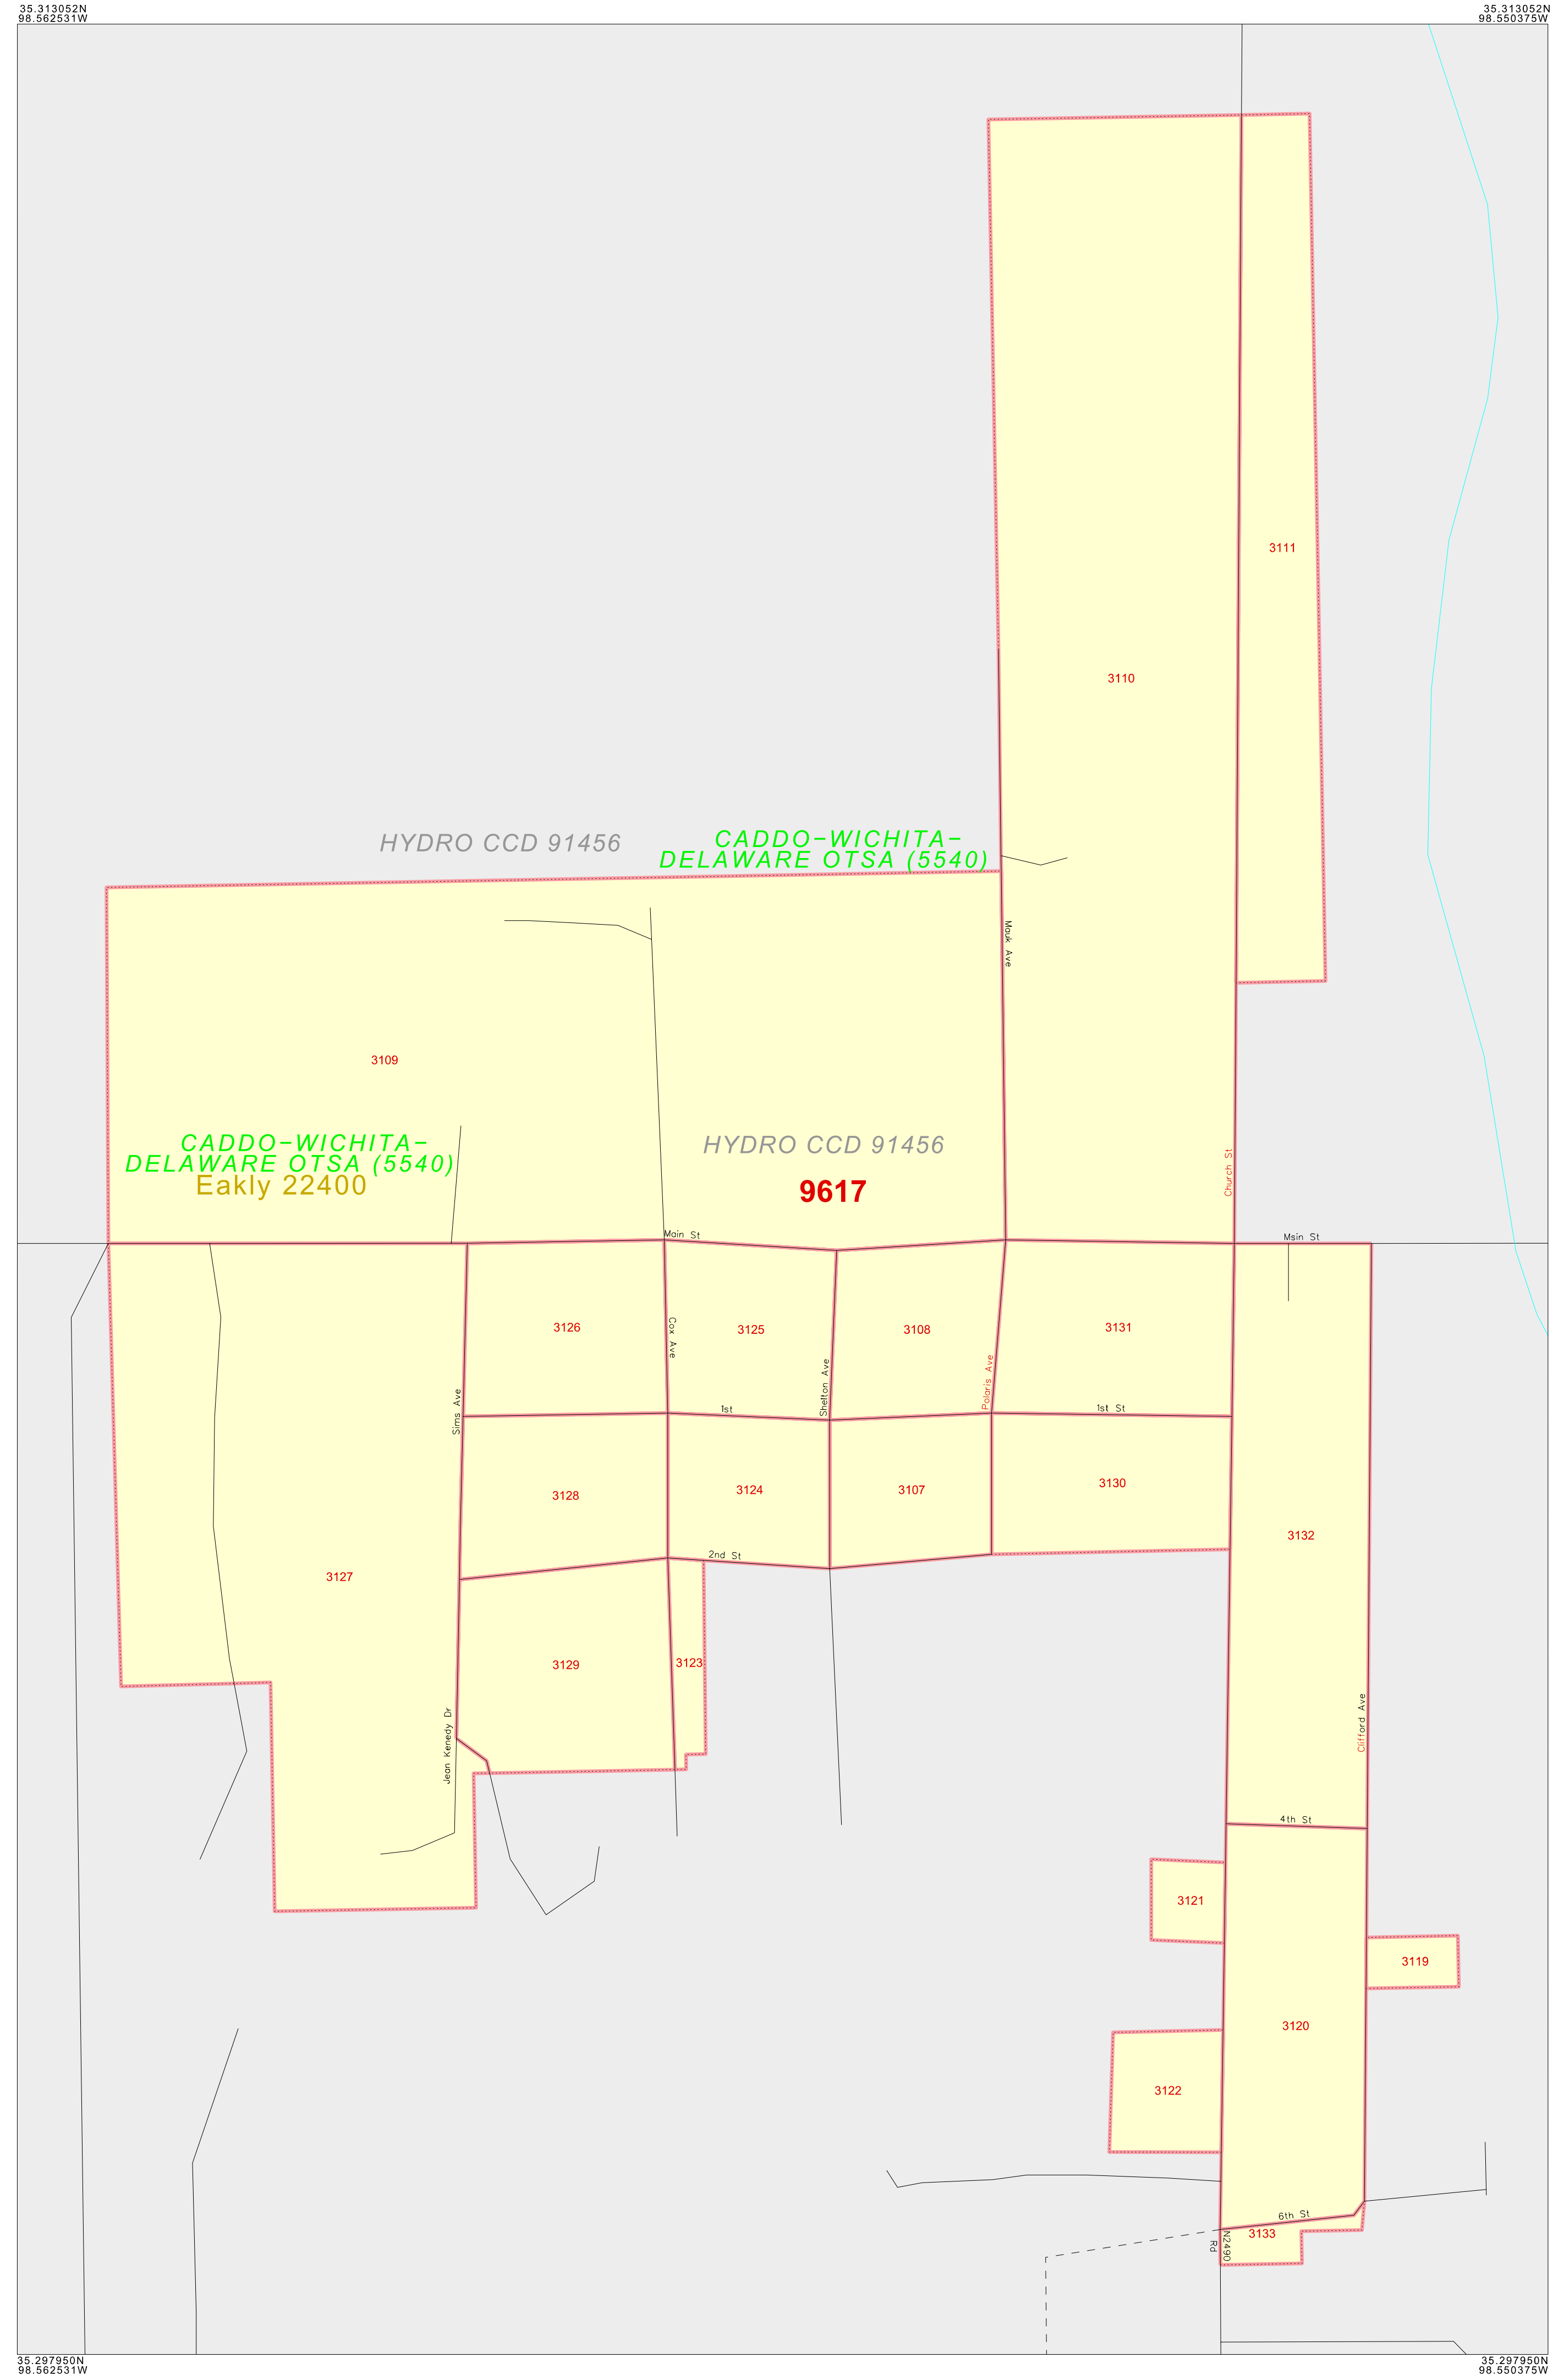 35.313052N
98.562531W
35.313052N
98.550375W
3111
3110
HYDRO CCD 91456
CADDO-WICHITA-
DELAWARE OTSA (5540)
Mauk Ave
3109
CADDO-WICHITA-
DELAWARE OTSA (5540)
Eakly 22400
HYDRO CCD 91456
9617
Church St
Main St
Msin St
3126
Cox Ave
3125
3108
3131
Sims Ave
Shelton Ave
Polaris Ave
1st
1st St
3128
3124
3107
3130
3132
2nd St
3127
3129
3123
Jean Kenedy Dr
Clifford Ave
4th St
3121
3119
3120
3122
6th St
3133
N2490
Rd
35.297950N
98.562531W
35.297950N
98.550375W